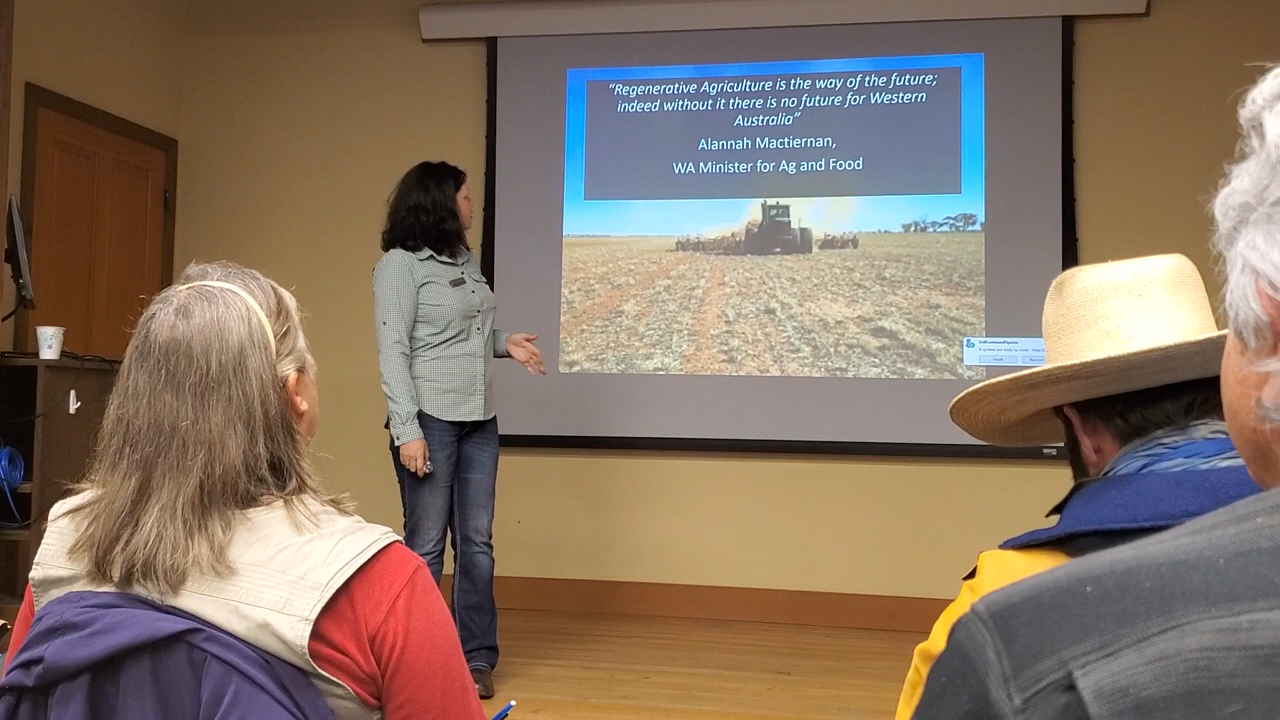 “Regenerative Agriculture is the way of the future;
indeed without it there is no future for Western
Australia”
Alannah Mactiernan,
WA Minister for Ag and Food